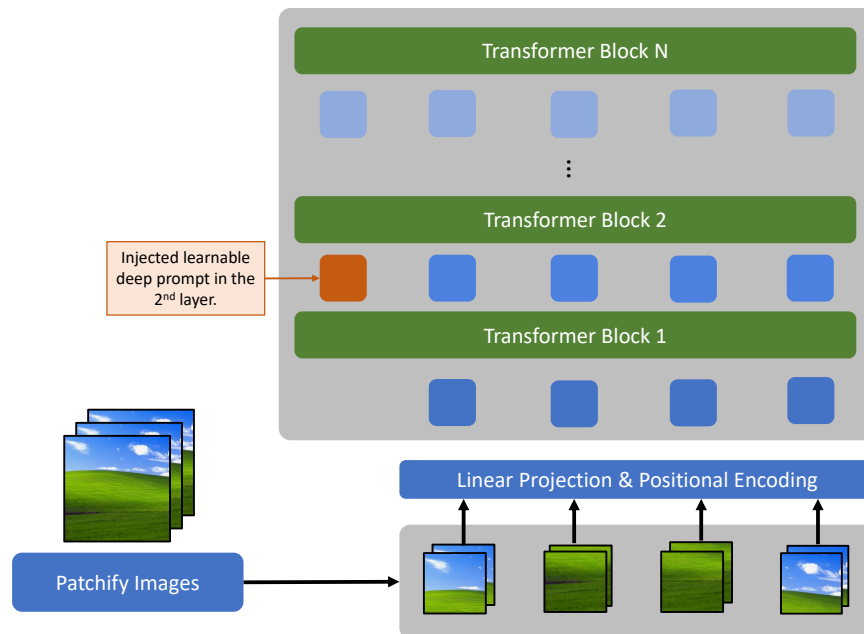 Transformer Block N
⋮
Transformer Block 2
Injected learnable
deep prompt in the
2nd layer.
Transformer Block 1
Linear Projection & Positional Encoding
Patchify Images